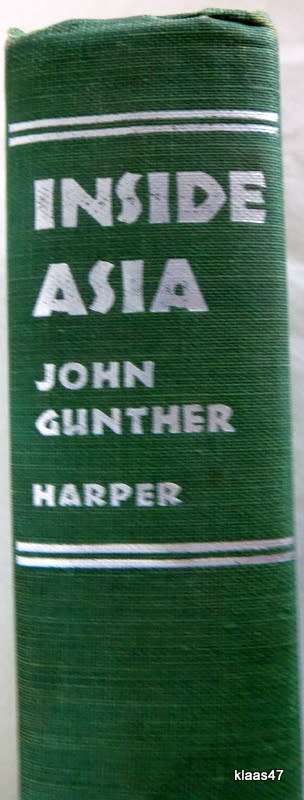 INSIDE
ASIA
JOHN
GUNTHER
HARPER
klaas47